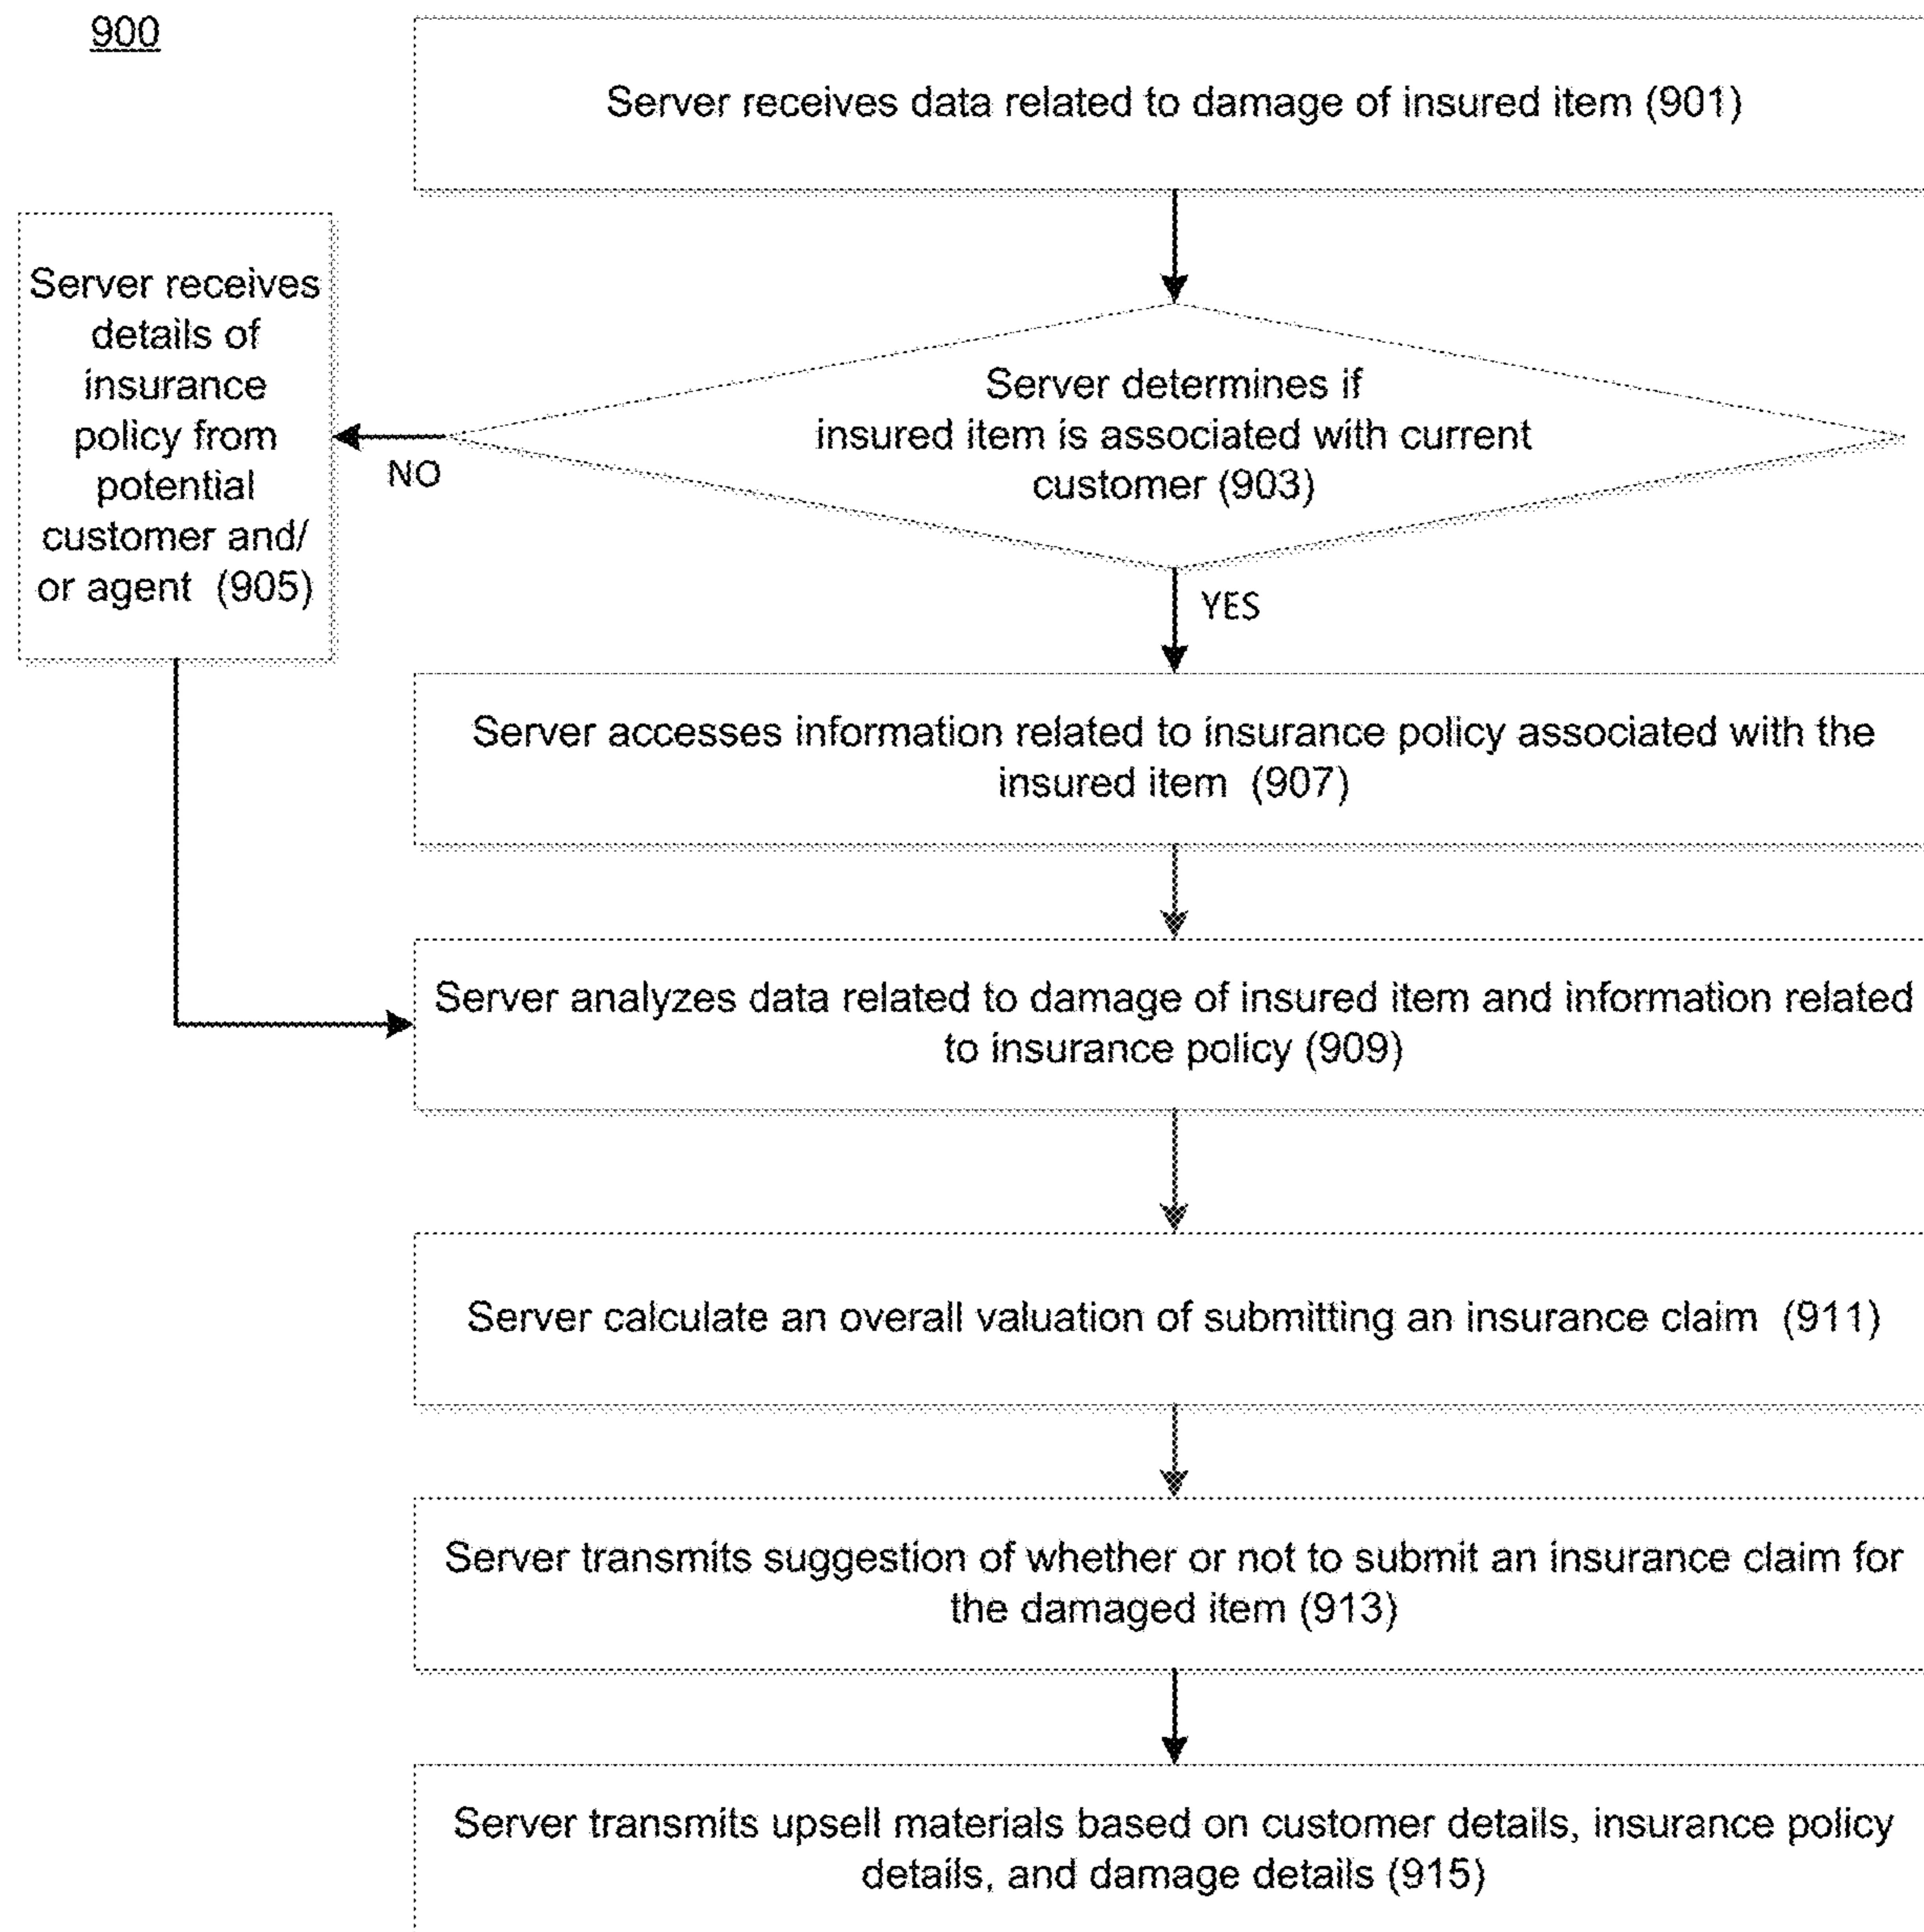 900
Server receives data related to damage of insured item (901)
Server determines if
insured item is associated with current
customer (903)
NO
YES
Server receives
details of
insurance
policy from
potential
customer and/
or agent (905)
Server accesses information related to insurance policy associated with the
insured item (907)
Server analyzes data related to damage of insured item and information related
to insurance policy (909)
Server calculate an overall valuation of submitting an insurance claim (911)
Server transmits suggestion of whether or not to submit an insurance claim for
the damaged item (913)
Server transmits upsell materials based on customer details, insurance policy
details, and damage details (915)